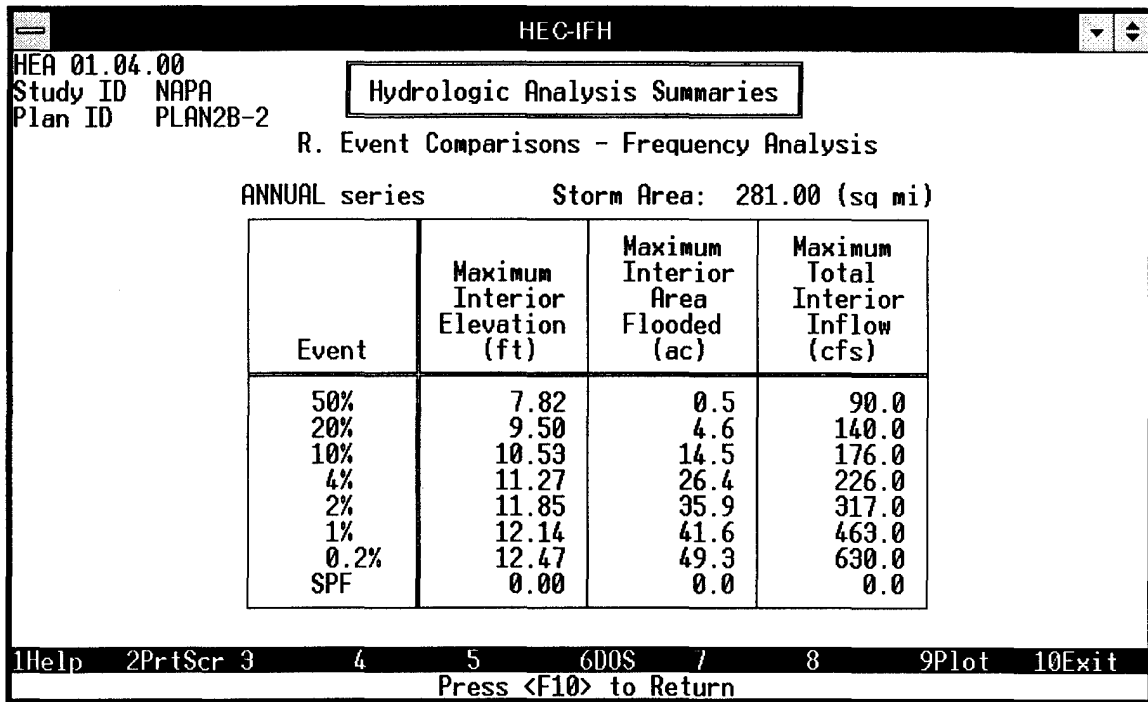 HEC-IFH
HEA 01.04.00
Study ID NAPA
Plan ID PLAN2B-2
Hydrologic Analysis Summaries
R. Event Comparisons - Frequency Analysis
ANNUAL series Storm Area: 281.00 (sq mi)
Event
Maximum
Interior
Elevation
(ft)
Maximum
Interior
Area
Flooded
(ac)
Maximum
Total
Interior
Inflow
(cfs)
50% 7.82 0.5 90.0
20% 9.50 4.6 140.0
10% 10.53 14.5 176.0
4% 11.27 26.4 226.0
2% 11.85 35.9 317.0
1% 12.14 41.6 463.0
0.2% 12.47 49.3 630.0
SPF 0.00 0.0 0.0
1Help 2PrtScr 3 4 5 6DOS 7 8 9Plot 10Exit
Press <F10> to Return